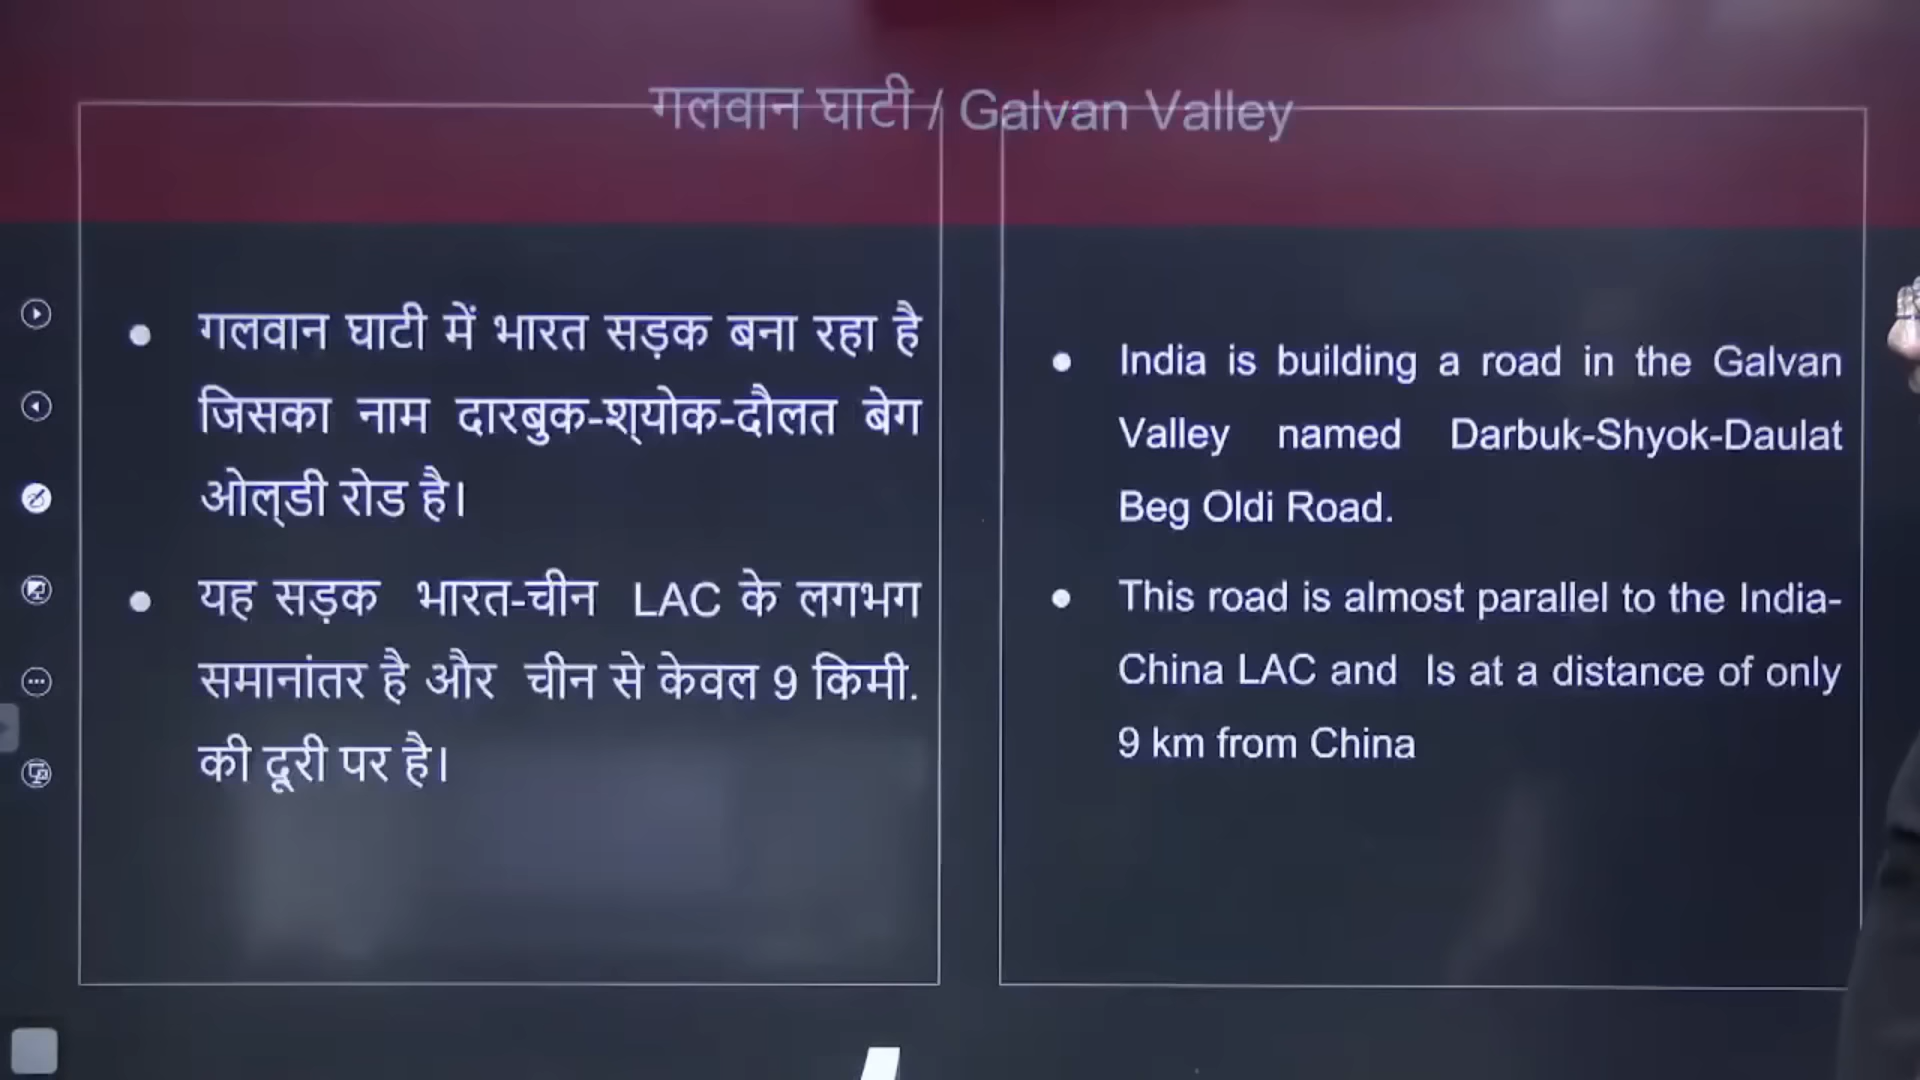 गलवान घाटी / Galvan Valley
गलवान घाटी में भारत सड़क बना रहा है
जिसका नाम दारबुक-श्‌योक-दौलत बेग
ओल्‌डी रोड है।
यह सड़क भारत-चीन LAC के लगभग
समानांतर है और चीन से केवल 9 किमी.
की दूरी पर है।
India is building a road in the Galvan
Valley named Darbuk-Shyok-Daulat
Beg Oldi Road.
This road is almost parallel to the India-
China LAC and Is at a distance of only
9 km from China